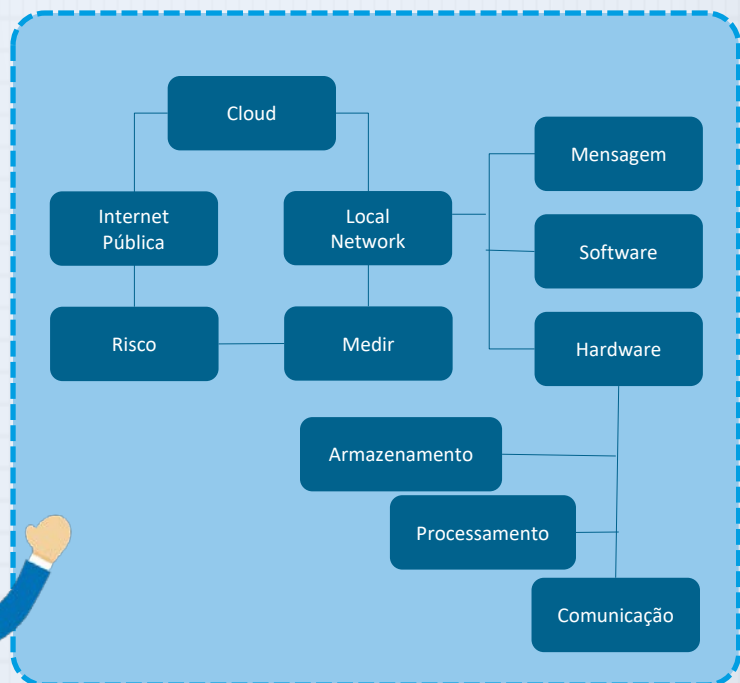 Cloud
Internet
Pública
Local
Network
Mensagem
Software
Risco
Medir
Hardware
Armazenamento
Processamento
Comunicação